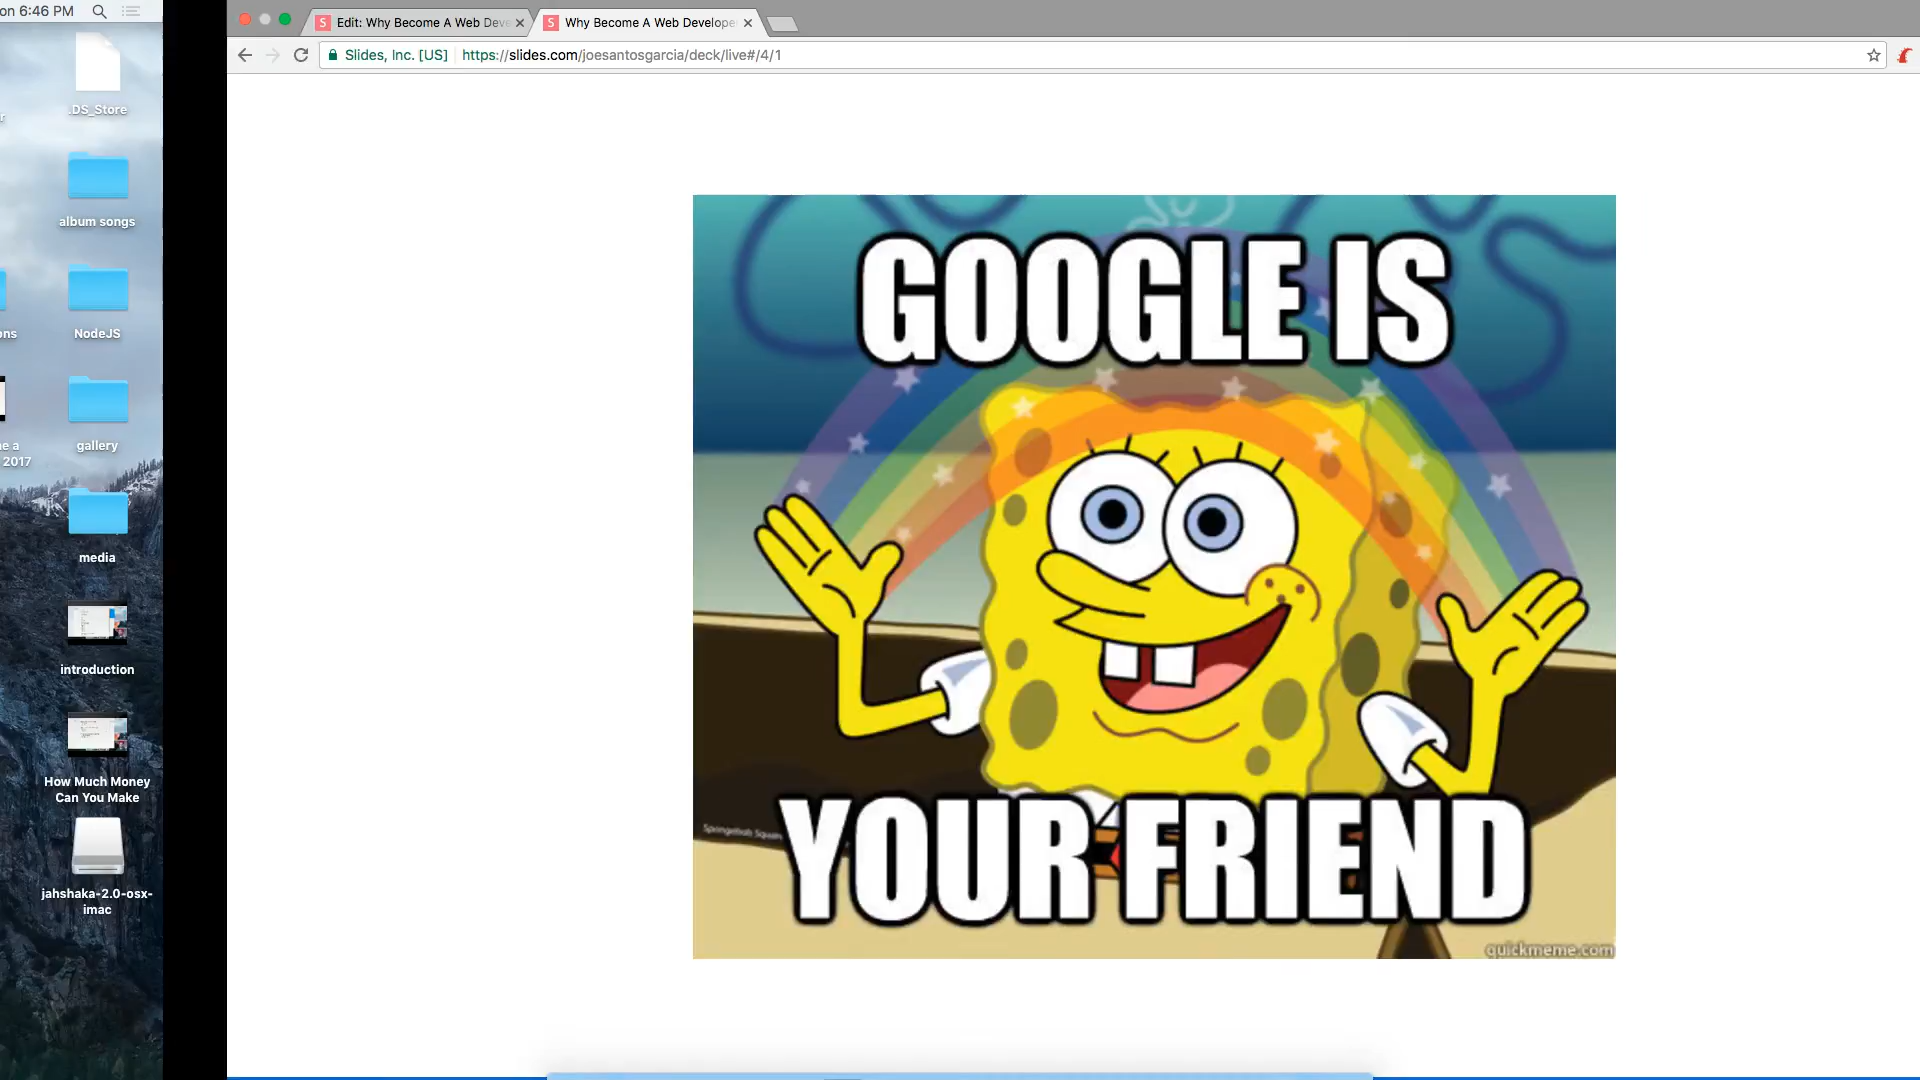 on 6:46 PM
Edit: Why Become A Web Deve
Why Become A Web Develope
Slides, Inc. [US]
https://slides.com/joesantosgarcia/deck/live#/4/1
.DS_Store
album songs
ons
NodeJS
gallery
e a
2017
media
introduction
How Much Money
Can You Make
jahshaka-2.0-osx-
imac
GOOGLE IS
YOUR FRIEND
quickmeme.com